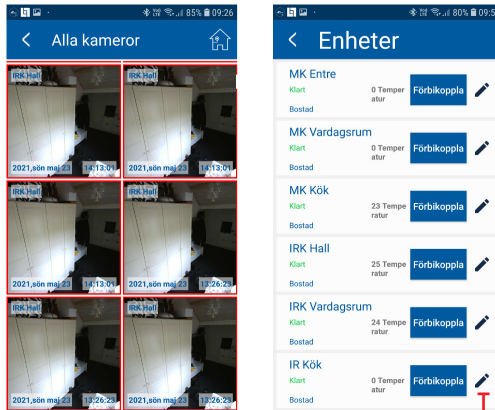 85% 09:26
Alla kameror
IRK Hall
IRK Hall
2021,sön maj 23 14:13:01
2021,sön maj 23 14:13:01
IRK Hall
IRK Hall
2021,sön maj 23 14:13:01
2021,sön maj 23 13:26:23
IRK Hall
IRK Hall
2021,sön maj 23 13:26:23
2021,sön maj 23 13:26:23
80% 09:5
Enheter
MK Entre
Klart
0 Temper
atur
Förbikoppla
Bostad
MK Vardagsrum
Klart
0 Temper
atur
Förbikoppla
Bostad
MK Kök
Klart
23 Tempe
ratur
Förbikoppla
Bostad
IRK Hall
Klart
25 Tempe
ratur
Förbikoppla
Bostad
IRK Vardagsrum
Klart
24 Tempe
ratur
Förbikoppla
Bostad
IR Kök
Klart
0 Temper
atur
Förbikoppla
Bostad